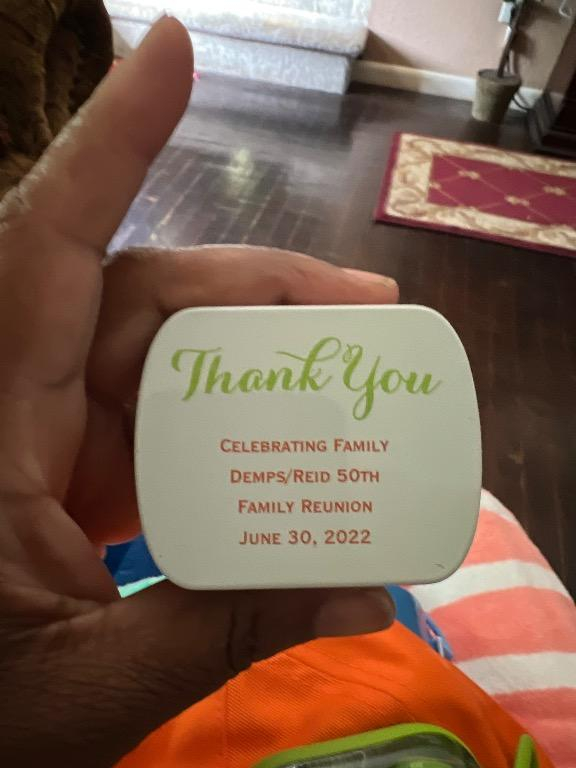 Thank You
Celebrating Family
Demps/Reid 50th
Family Reunion
June 30, 2022